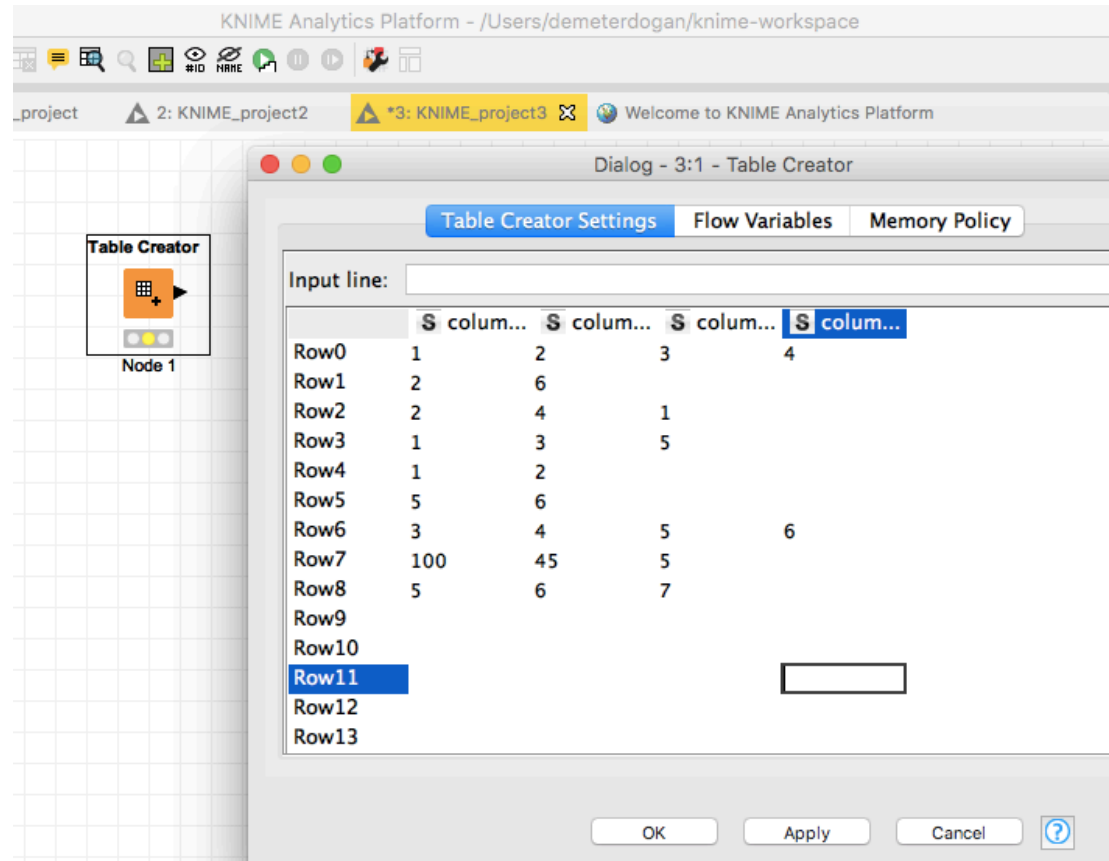 KNIME Analytics Platform - /Users/demeterdogan/knime-workspace
#ID NAME
_project 2: KNIME_project2 *3: KNIME_project3 Welcome to KNIME Analytics Platform
Dialog - 3:1 - Table Creator
Table Creator Settings Flow Variables Memory Policy
Table Creator
Node 1
Input line:
S colum... S colum... S colum... S colum...
Row0 1 2 3 4
Row1 2 6
Row2 2 4 1
Row3 1 3 5
Row4 1 2
Row5 5 6
Row6 3 4 5 6
Row7 100 45 5
Row8 5 6 7
Row9
Row10
Row11
Row12
Row13
OK Apply Cancel ?